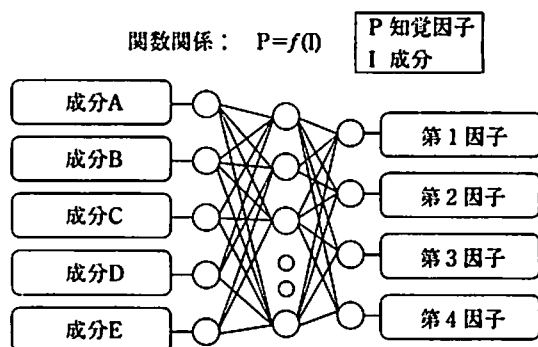 関数関係： P=f(I)
P 知覚因子
I 成分
成分A
成分B
成分C
成分D
成分E
第1因子
第2因子
第3因子
第4因子